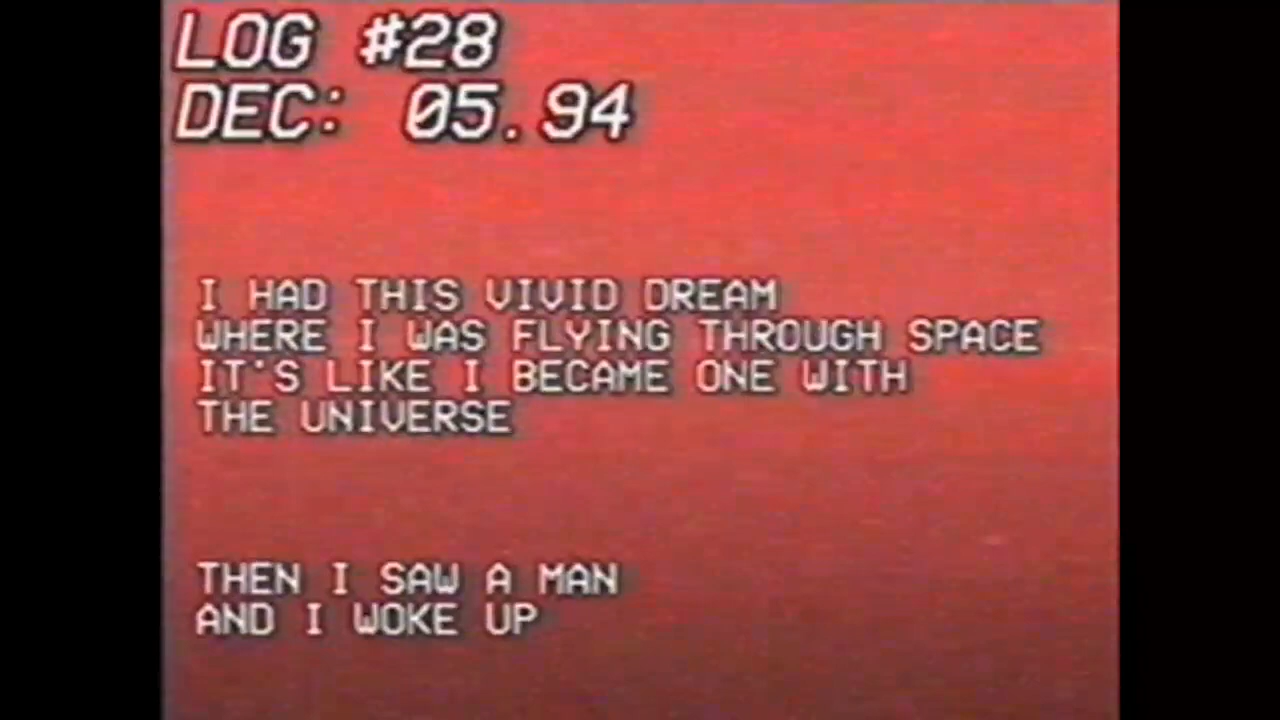 LOG #28
DEC: 05.94
I HAD THIS VIVID DREAM
WHERE I WAS FLYING THROUGH SPACE
IT'S LIKE I BECAME ONE WITH
THE UNIVERSE
THEN I SAW A MAN
AND I WOKE UP